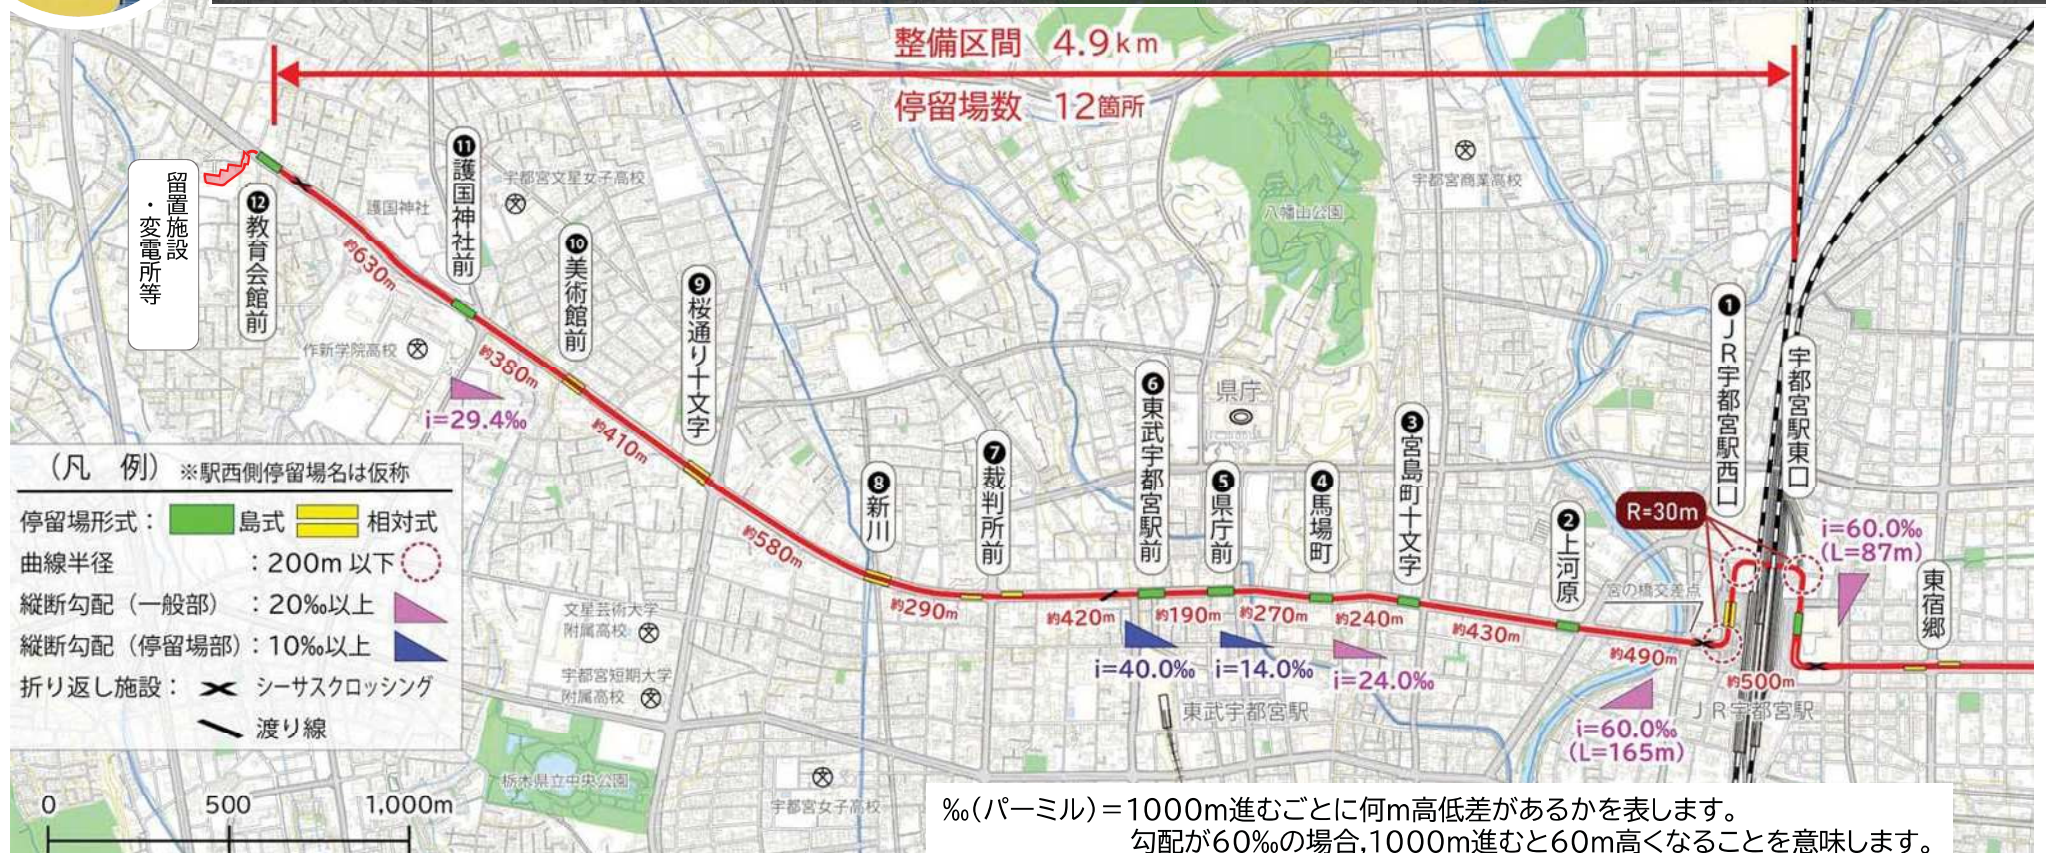 整備区間 4.9km
停留場数 12箇所
留置施設
・変電所等
⓬教育会館前
⓫護国神社前
❿美術館前
❾桜通り十文字
❽新川
❼裁判所前
❻東武宇都宮駅前
❺県庁前
❹馬場町
❸宮島町十文字
❷上河原
❶JR宇都宮駅西口
宇都宮駅東口
東宿郷
約630m
約380m
約410m
約580m
約290m
約420m
約190m
約270m
約240m
約430m
約490m
約500m
i=29.4‰
i=40.0‰
i=14.0‰
i=24.0‰
i=60.0‰
(L=165m)
i=60.0‰
(L=87m)
R=30m
宮の橋交差点
護国神社
宇都宮文星女子高校
作新学院高校
八幡山公園
宇都宮商業高校
県庁
文星芸術大学
附属高校
宇都宮短期大学
附属高校
栃木県立中央公園
宇都宮女子高校
東武宇都宮駅
JR宇都宮駅
(凡 例) ※駅西側停留場名は仮称
停留場形式: 島式 相対式
曲線半径 :200m 以下
縦断勾配(一般部) :20‰以上
縦断勾配(停留場部):10‰以上
折り返し施設: シーサスクロッシング
渡り線
0 500 1,000m
‰(パーミル)=1000m進むごとに何m高低差があるかを表します。
勾配が60‰の場合,1000m進むと60m高くなることを意味します。